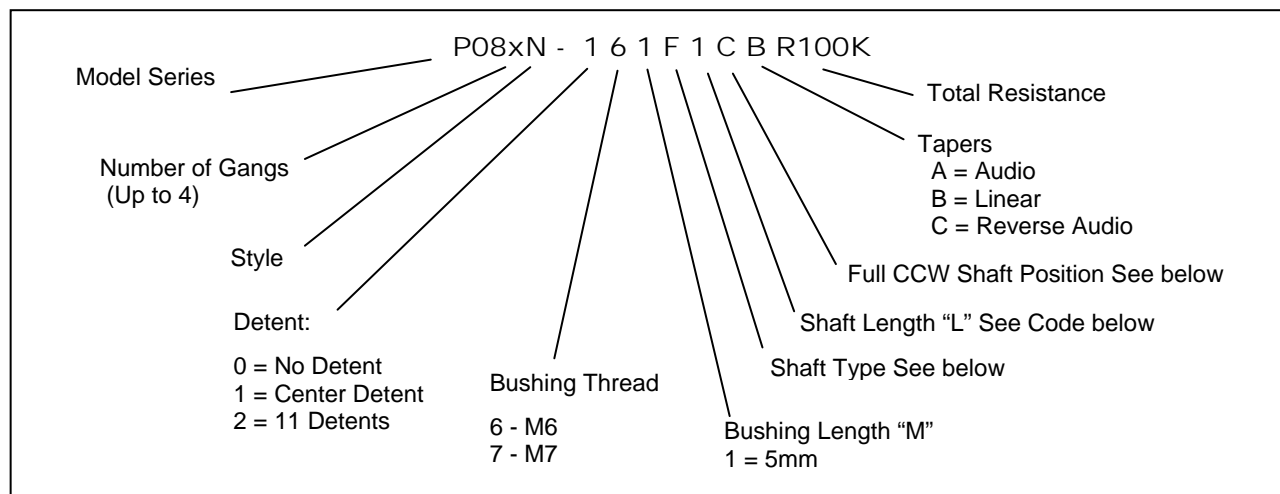 P08xN - 1 6 1 F 1 C B R100K
Model Series
Total Resistance
Number of Gangs
(Up to 4)
Tapers
A = Audio
B = Linear
C = Reverse Audio
Style
Full CCW Shaft Position See below
Detent:
0 = No Detent
1 = Center Detent
2 = 11 Detents
Shaft Length “L” See Code below
Shaft Type See below
Bushing Thread
6 - M6
7 - M7
Bushing Length “M”
1 = 5mm